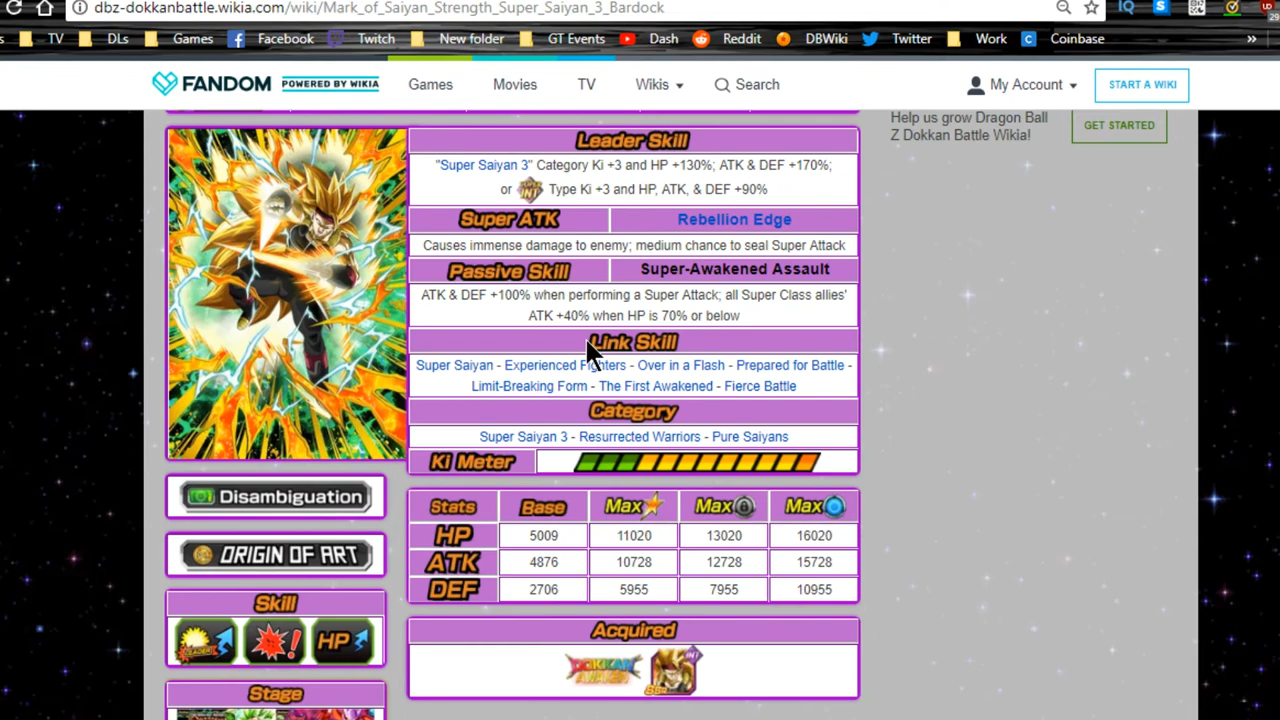 dbz-dokkanbattle.wikia.com/wiki/Mark_of_Saiyan_Strength_Super_Saiyan_3_Bardock
29
s TV DLs Games Facebook Twitch New folder GT Events Dash Reddit DBWiki Twitter Work Coinbase »
FANDOM POWERED BY WIKIA Games Movies TV Wikis Search My Account START A WIKI
Help us grow Dragon Ball
Z Dokkan Battle Wikia!
GET STARTED
Leader Skill
"Super Saiyan 3" Category Ki +3 and HP +130%; ATK & DEF +170%;
or SUPER INT Type Ki +3 and HP, ATK, & DEF +90%
Super ATK Rebellion Edge
Causes immense damage to enemy; medium chance to seal Super Attack
Passive Skill Super-Awakened Assault
ATK & DEF +100% when performing a Super Attack; all Super Class allies'
ATK +40% when HP is 70% or below
Link Skill
Super Saiyan - Experienced Fighters - Over in a Flash - Prepared for Battle -
Limit-Breaking Form - The First Awakened - Fierce Battle
Category
Super Saiyan 3 - Resurrected Warriors - Pure Saiyans
Ki Meter
Disambiguation
ORIGIN OF ART
Stats Base Max Max Max
HP 5009 11020 13020 16020
ATK 4876 10728 12728 15728
DEF 2706 5955 7955 10955
Skill
LEADER HP
Stage
Acquired
DOKKAN AWAKEN INT